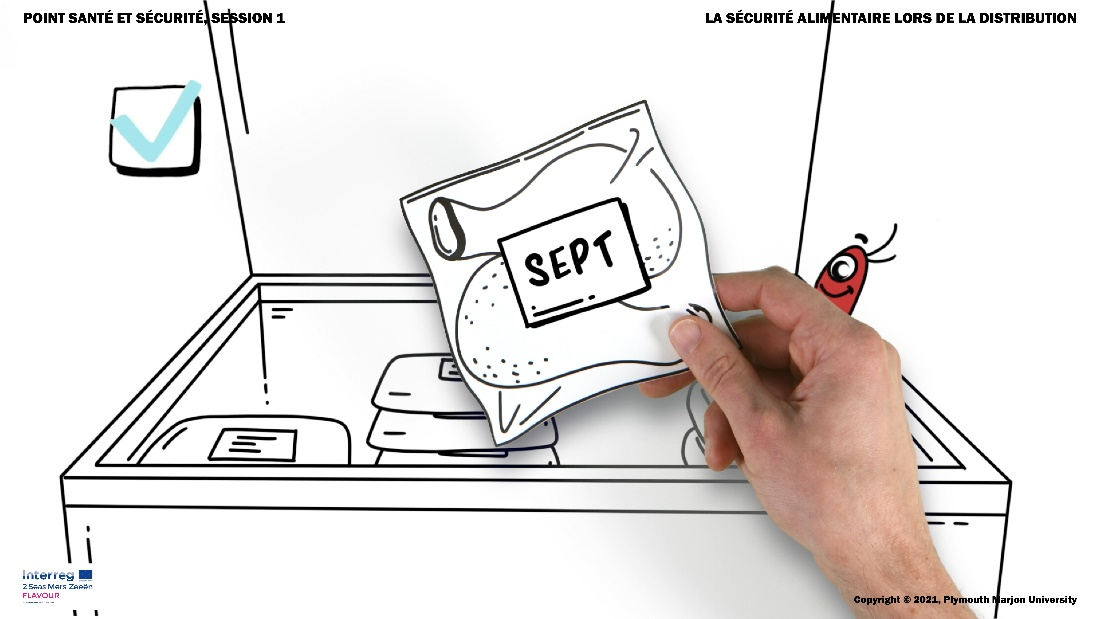 POINT SANTÉ ET SÉCURITÉ, SESSION 1
LA SÉCURITÉ ALIMENTAIRE LORS DE LA DISTRIBUTION
SEPT
Interreg
2 Seas Mers Zeeën
FLAVOUR
Copyright © 2021, Plymouth Marjon University